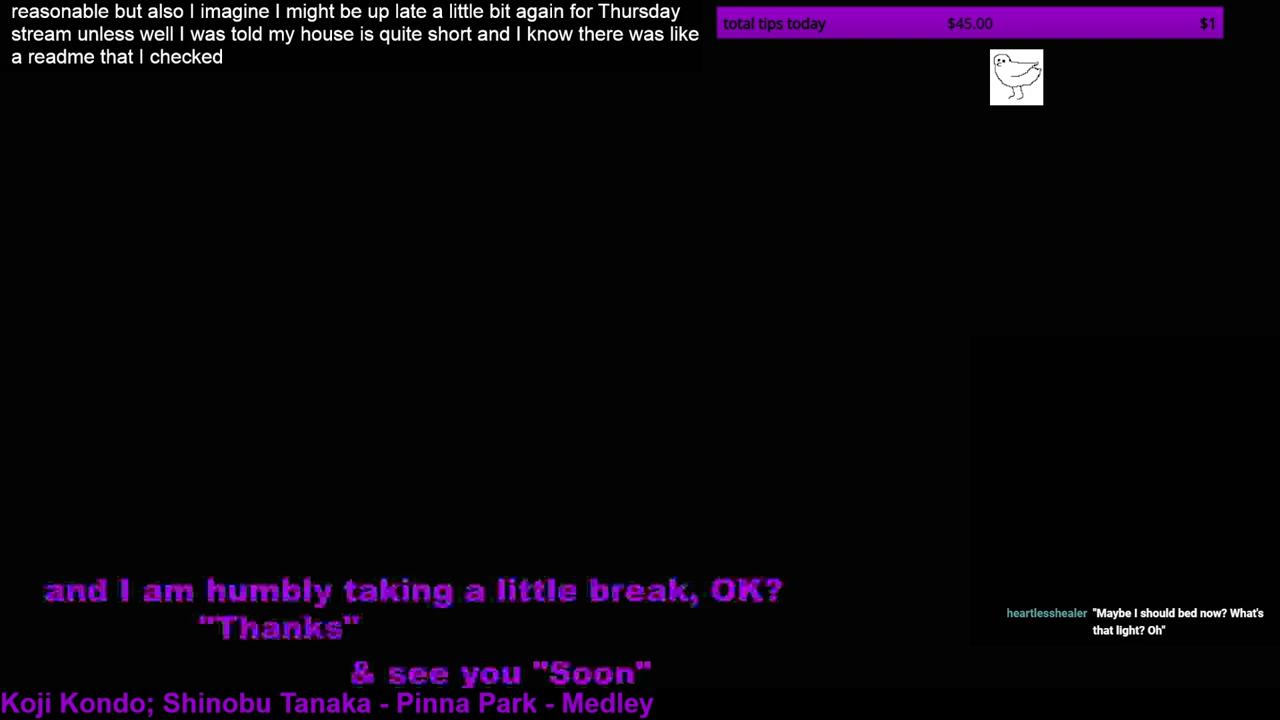 reasonable but also I imagine I might be up late a little bit again for Thursday
stream unless well I was told my house is quite short and I know there was like
a readme that I checked
total tips today $45.00 $1
and I am humbly taking a little break, OK?
"Thanks"
& see you "Soon"
heartlesshealer "Maybe I should bed now? What's
that light? Oh"
Koji Kondo; Shinobu Tanaka - Pinna Park - Medley